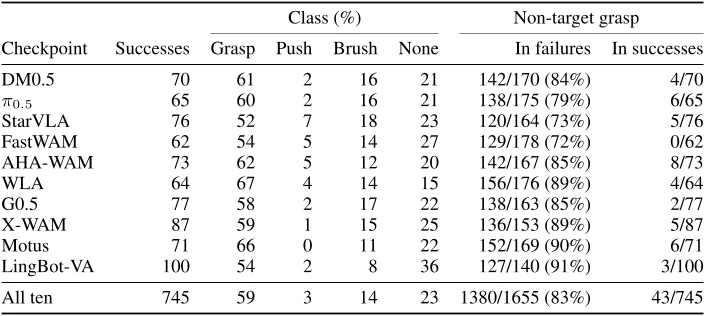 Class (%) Non-target grasp
Checkpoint Successes Grasp Push Brush None In failures In successes
DM0.5 70 61 2 16 21 142/170 (84%) 4/70
π0.5 65 60 2 16 21 138/175 (79%) 6/65
StarVLA 76 52 7 18 23 120/164 (73%) 5/76
FastWAM 62 54 5 14 27 129/178 (72%) 0/62
AHA-WAM 73 62 5 12 20 142/167 (85%) 8/73
WLA 64 67 4 14 15 156/176 (89%) 4/64
G0.5 77 58 2 17 22 138/163 (85%) 2/77
X-WAM 87 59 1 15 25 136/153 (89%) 5/87
Motus 71 66 0 11 22 152/169 (90%) 6/71
LingBot-VA 100 54 2 8 36 127/140 (91%) 3/100
All ten 745 59 3 14 23 1380/1655 (83%) 43/745